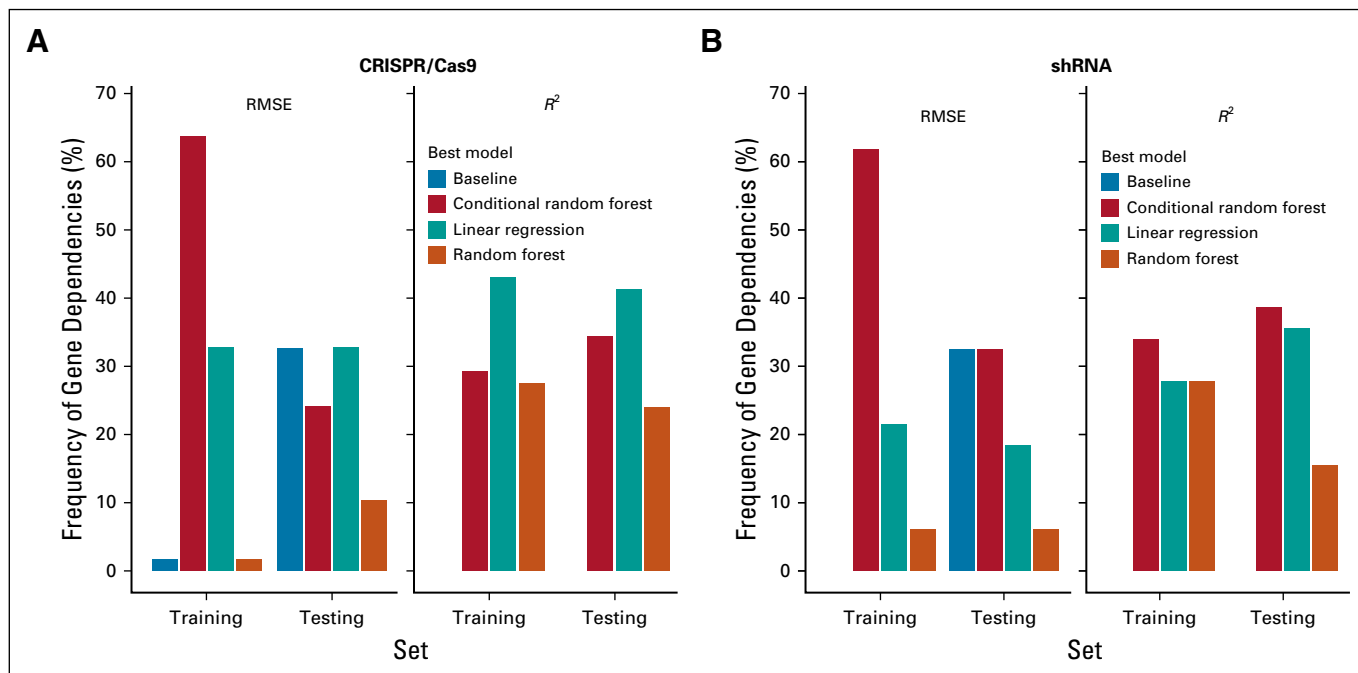 A
CRISPR/Cas9
Frequency of Gene Dependencies (%)
70
60
50
40
30
20
10
0
RMSE
R²
Best model
Baseline
Conditional random forest
Linear regression
Random forest
Training
Testing
Training
Testing
Set
B
shRNA
Frequency of Gene Dependencies (%)
70
60
50
40
30
20
10
0
RMSE
R²
Best model
Baseline
Conditional random forest
Linear regression
Random forest
Training
Testing
Training
Testing
Set